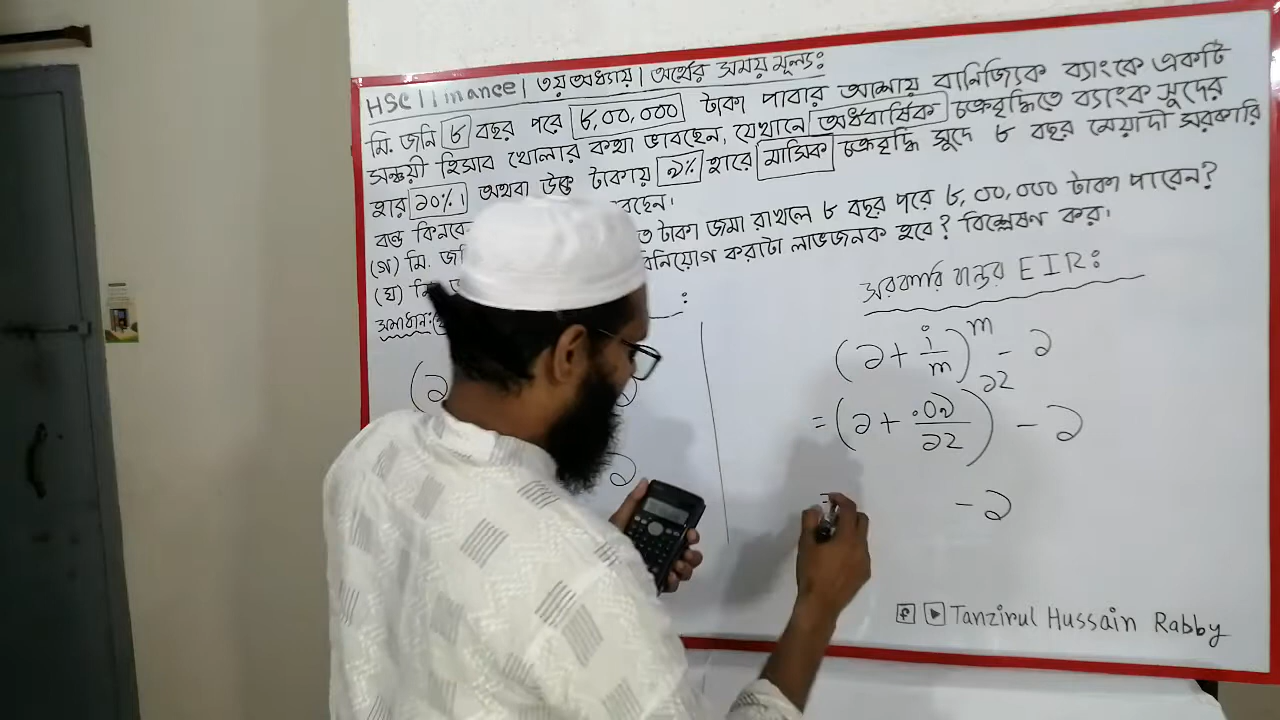 HSC Finance। ৩য় অধ্যায়। অর্থের সময় মূল্য:
মি. জনি ৮ বছর পরে ৮,০০,০০০ টাকা পাবার আশায় বানিজ্যিক ব্যাংকে একটি
সঞ্চয়ী হিসাব খোলার কথা ভাবছেন, যেখানে অর্ধবার্ষিক চক্রবৃদ্ধিতে ব্যাংক সুদের
হার ১০%। অথবা উক্ত টাকায় ৯% হারে মাসিক চক্রবৃদ্ধি সুদে ৮ বছর মেয়াদী সরকারি
বন্ড কিনবে
(গ) মি. টাকা জমা রাখলে ৮ বছর পরে ৮,০০,০০০ টাকা পাবেন?
(ঘ) করাটা লাভজনক হবে? বিশ্লেষণ কর।
সমাধান:
সরকারি বন্ডের EIR:
(১ + i/m)^m - ১
= (১ + .০৯/১২)^১২ - ১
= - ১
Tanzirul Hussain Rabby